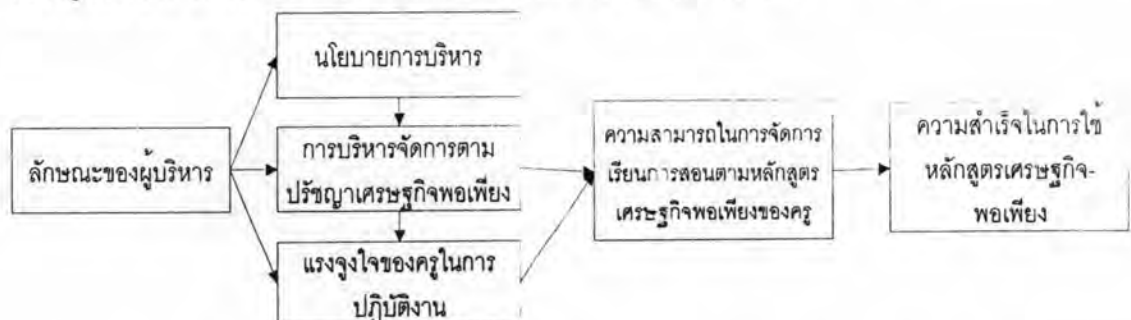 นโยบายการบริหาร
ลักษณะของผู้บริหาร
การบริหารจัดการตาม
ปรัชญาเศรษฐกิจพอเพียง
แรงจูงใจของครูในการ
ปฏิบัติงาน
ความสามารถในการจัดการ
เรียนการสอนตามหลักสูตร
เศรษฐกิจพอเพียงของครู
ความสำเร็จในการใช้
หลักสูตรเศรษฐกิจ-
พอเพียง